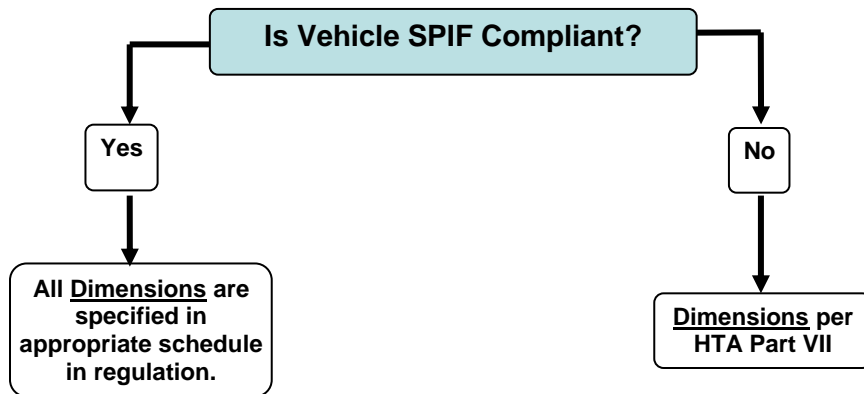 Is Vehicle SPIF Compliant?
Yes
No
All Dimensions are
specified in
appropriate schedule
in regulation.
Dimensions per
HTA Part VII